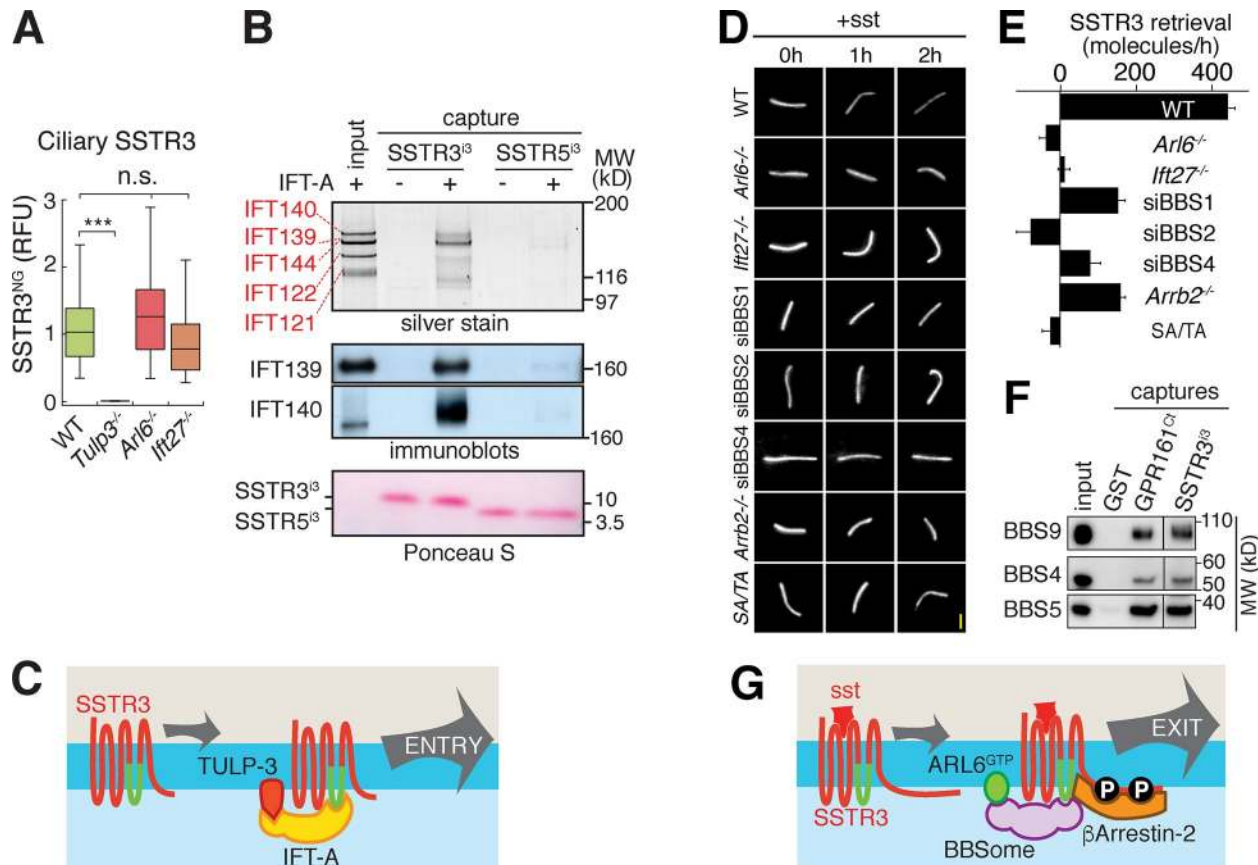 A
Ciliary SSTR3
n.s.
***
SSTR3ᴺᴳ (RFU)
3
2
1
0
WT
Tulp3-/-
Arl6-/-
Ift27-/-
B
capture
input
SSTR3ⁱ³
SSTR5ⁱ³
MW
(kD)
IFT-A + - + - +
IFT140
IFT139
IFT144
IFT122
IFT121
200
116
97
silver stain
IFT139
160
IFT140
160
immunoblots
SSTR3ⁱ³
SSTR5ⁱ³
10
3.5
Ponceau S
C
SSTR3
TULP-3
IFT-A
ENTRY
D
+sst
0h 1h 2h
WT
Arl6-/-
Ift27-/-
siBBS1
siBBS2
siBBS4
Arrb2-/-
SA/TA
E
SSTR3 retrieval
(molecules/h)
0 200 400
WT
Arl6-/-
Ift27-/-
siBBS1
siBBS2
siBBS4
Arrb2-/-
SA/TA
F
captures
input
GST
GPR161Ct
SSTR3ⁱ³
BBS9
BBS4
BBS5
110
60
50
40
MW (kD)
G
sst
SSTR3
ARL6GTP
BBSome
P P
βArrestin-2
EXIT